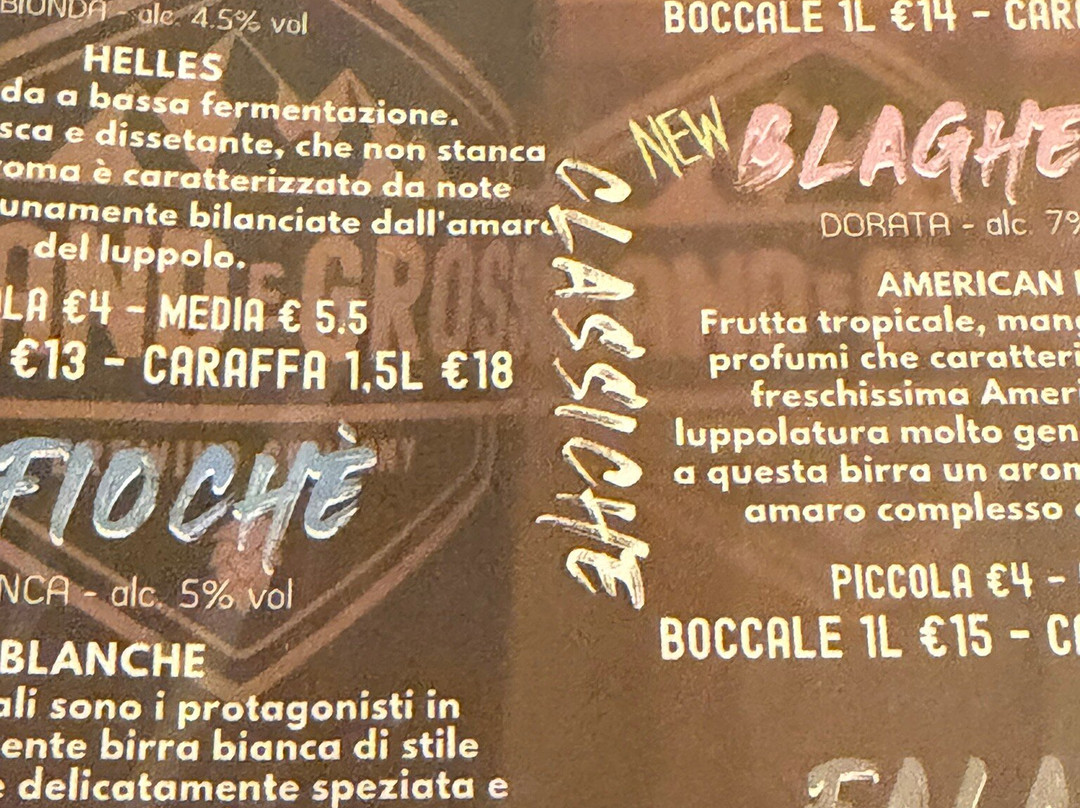 BIONDA - alc. 4.5% vol
HELLES
da a bassa fermentazione.
sca e dissetante, che non stanca
roma è caratterizzato da note
unamente bilanciate dall'amaro
del luppolo.
LA €4 - MEDIA € 5.5
€13 - CARAFFA 1,5L €18
FIOCHÈ
NCA - alc. 5% vol
BLANCHE
ali sono i protagonisti in
ente birra bianca di stile
e delicatamente speziata e
CLASSICHE
BOCCALE 1L €14 - CAR
NEW BLAGHE
DORATA - alc. 7%
AMERICAN
Frutta tropicale, mang
profumi che caratteri
freschissima Ameri
luppolatura molto gen
a questa birra un arom
amaro complesso
PICCOLA €4 -
BOCCALE 1L €15 - CA